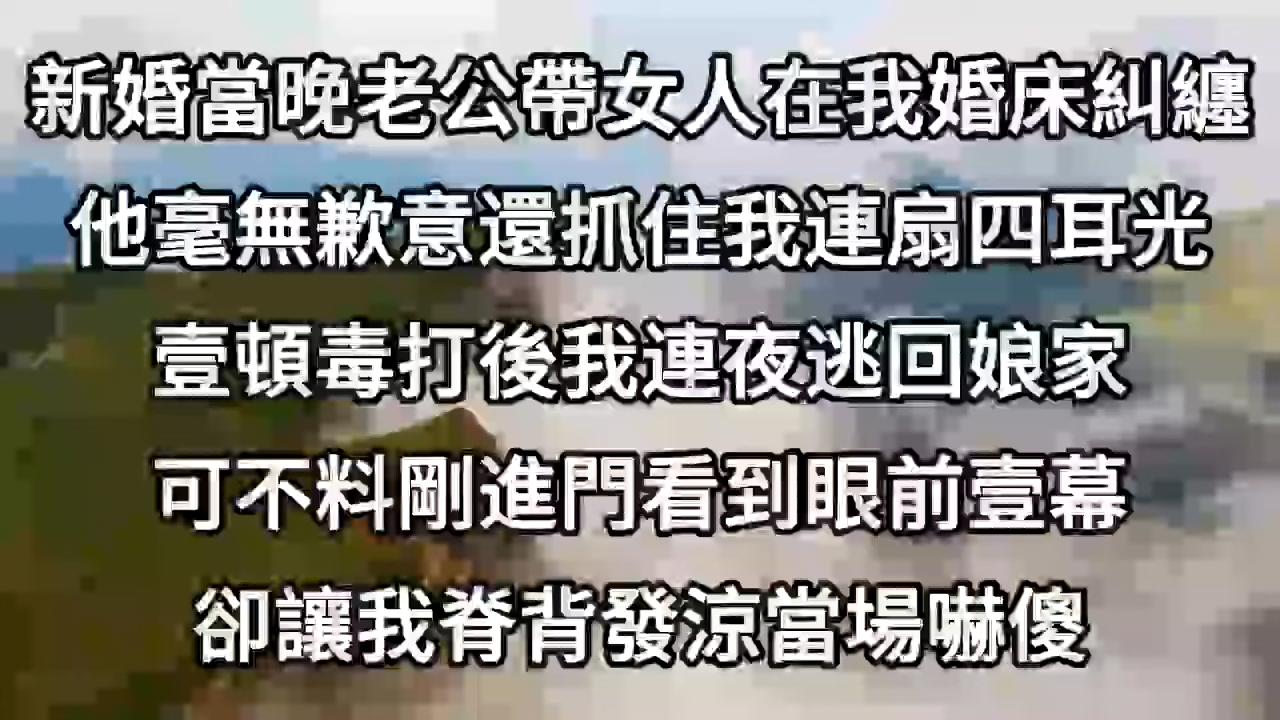 新婚當晚老公帶女人在我婚床糾纏
他毫無歉意還抓住我連扇四耳光
壹頓毒打後我連夜逃回娘家
可不料剛進門看到眼前壹幕
卻讓我脊背發涼當場嚇傻